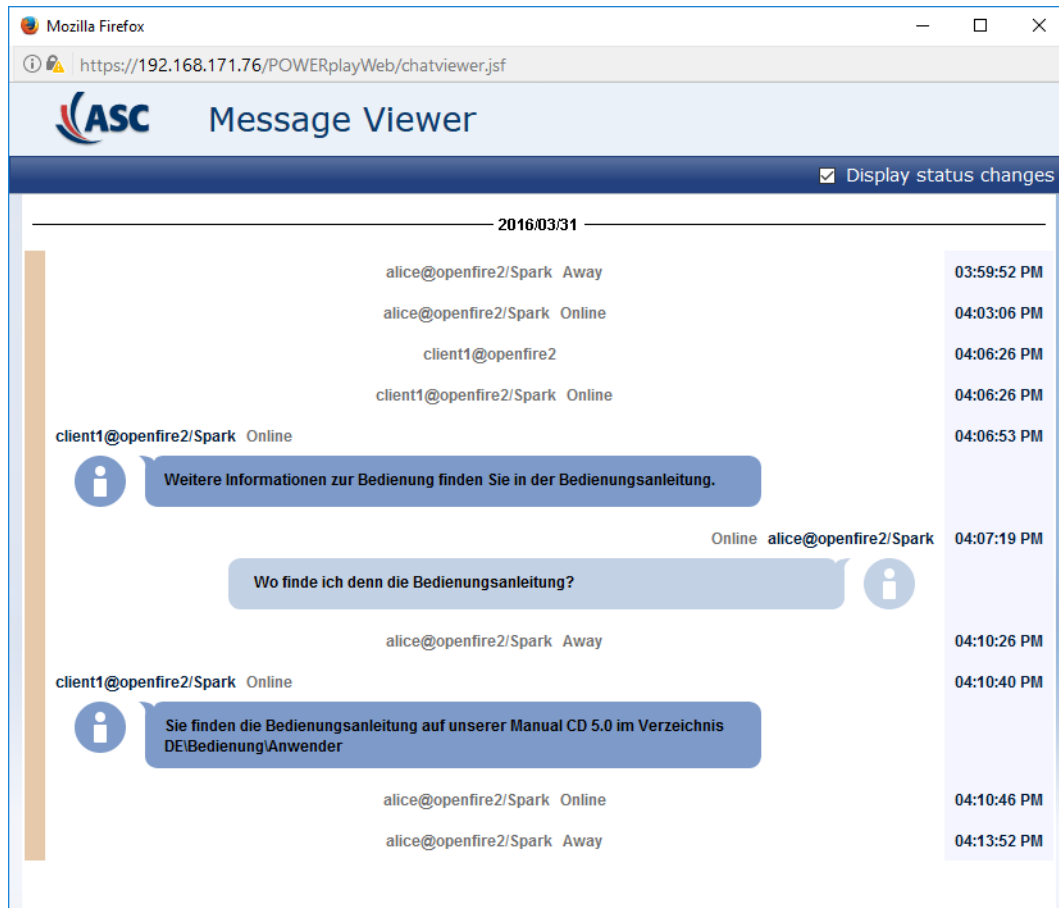 Mozilla Firefox
https://192.168.171.76/POWERplayWeb/chatviewer.jsf
ASC Message Viewer
Display status changes
2016/03/31
alice@openfire2/Spark Away 03:59:52 PM
alice@openfire2/Spark Online 04:03:06 PM
client1@openfire2 04:06:26 PM
client1@openfire2/Spark Online 04:06:26 PM
client1@openfire2/Spark Online 04:06:53 PM
Weitere Informationen zur Bedienung finden Sie in der Bedienungsanleitung.
Online alice@openfire2/Spark 04:07:19 PM
Wo finde ich denn die Bedienungsanleitung?
alice@openfire2/Spark Away 04:10:26 PM
client1@openfire2/Spark Online 04:10:40 PM
Sie finden die Bedienungsanleitung auf unserer Manual CD 5.0 im Verzeichnis
DE\Bedienung\Anwender
alice@openfire2/Spark Online 04:10:46 PM
alice@openfire2/Spark Away 04:13:52 PM